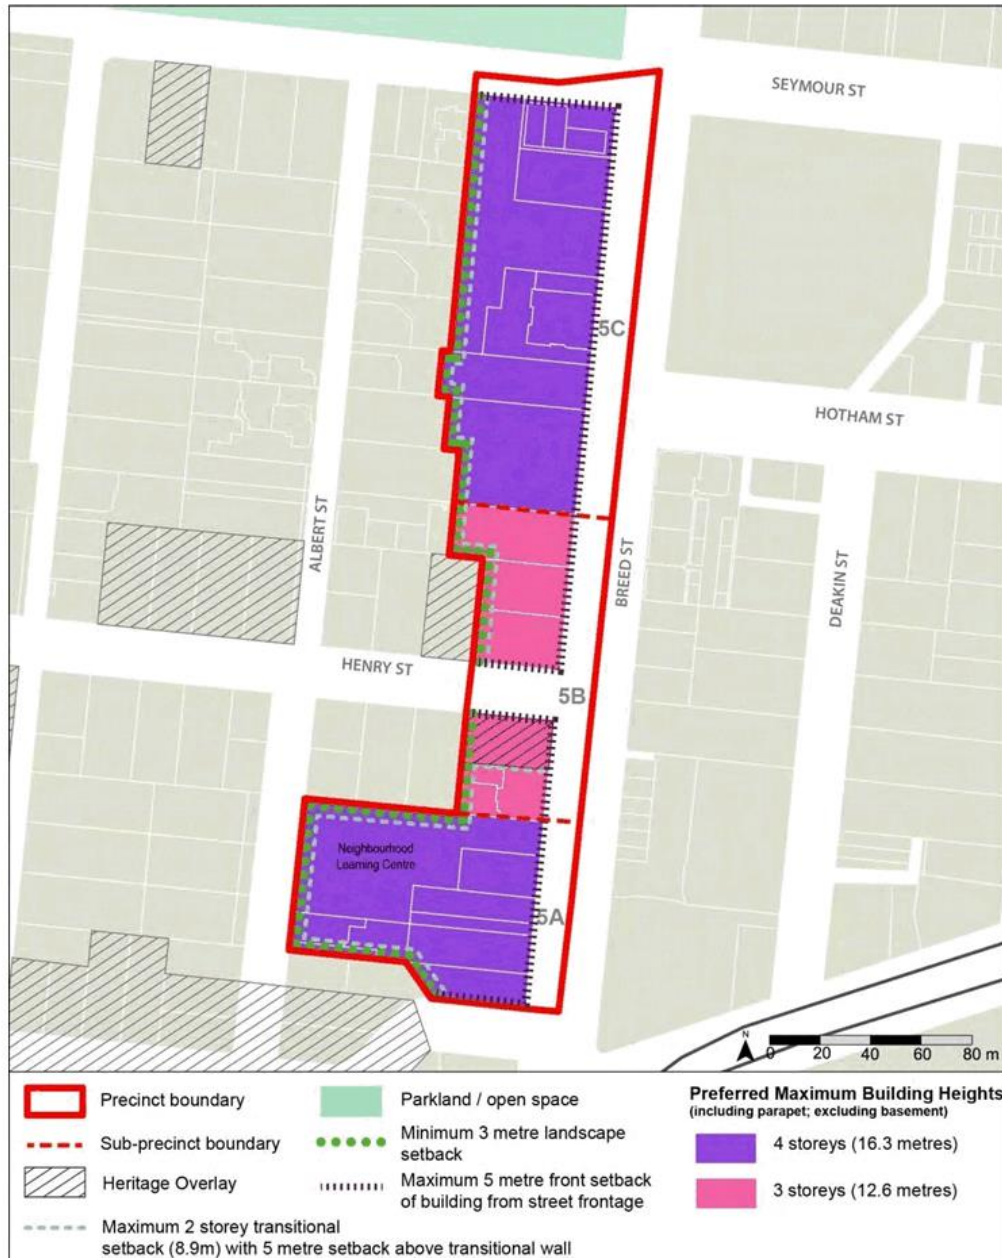 SEYMOUR ST
5C
HOTHAM ST
ALBERT ST
BREED ST
DEAKIN ST
HENRY ST
5B
Neighbourhood
Learning Centre
5A
N
0 20 40 60 80 m
Precinct boundary
Sub-precinct boundary
Heritage Overlay
Maximum 2 storey transitional
setback (8.9m) with 5 metre setback above transitional wall
Parkland / open space
Minimum 3 metre landscape
setback
Maximum 5 metre front setback
of building from street frontage
Preferred Maximum Building Heights
(including parapet; excluding basement)
4 storeys (16.3 metres)
3 storeys (12.6 metres)